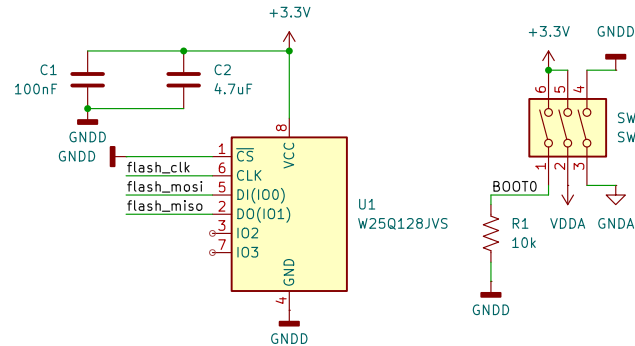 +3.3V
C1
100nF
C2
4.7uF
GNDD
GNDD
8
VCC
1
CS
flash_clk
6
CLK
flash_mosi
5
DI(IO0)
flash_miso
2
DO(IO1)
3
IO2
7
IO3
GND
4
GNDD
U1
W25Q128JVS
+3.3V
GNDD
6
5
4
SW
SW
1
2
3
BOOT0
R1
10k
VDDA
GNDA
GNDD